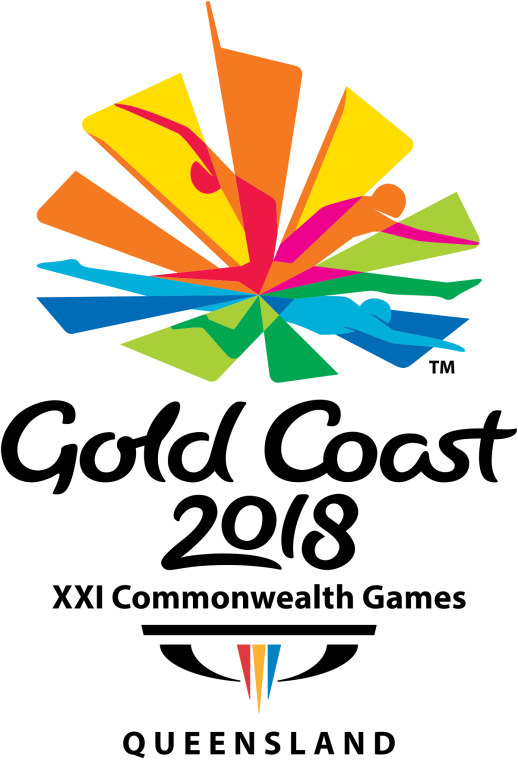 TM
Gold Coast
2018
XXI Commonwealth Games
QUEENSLAND